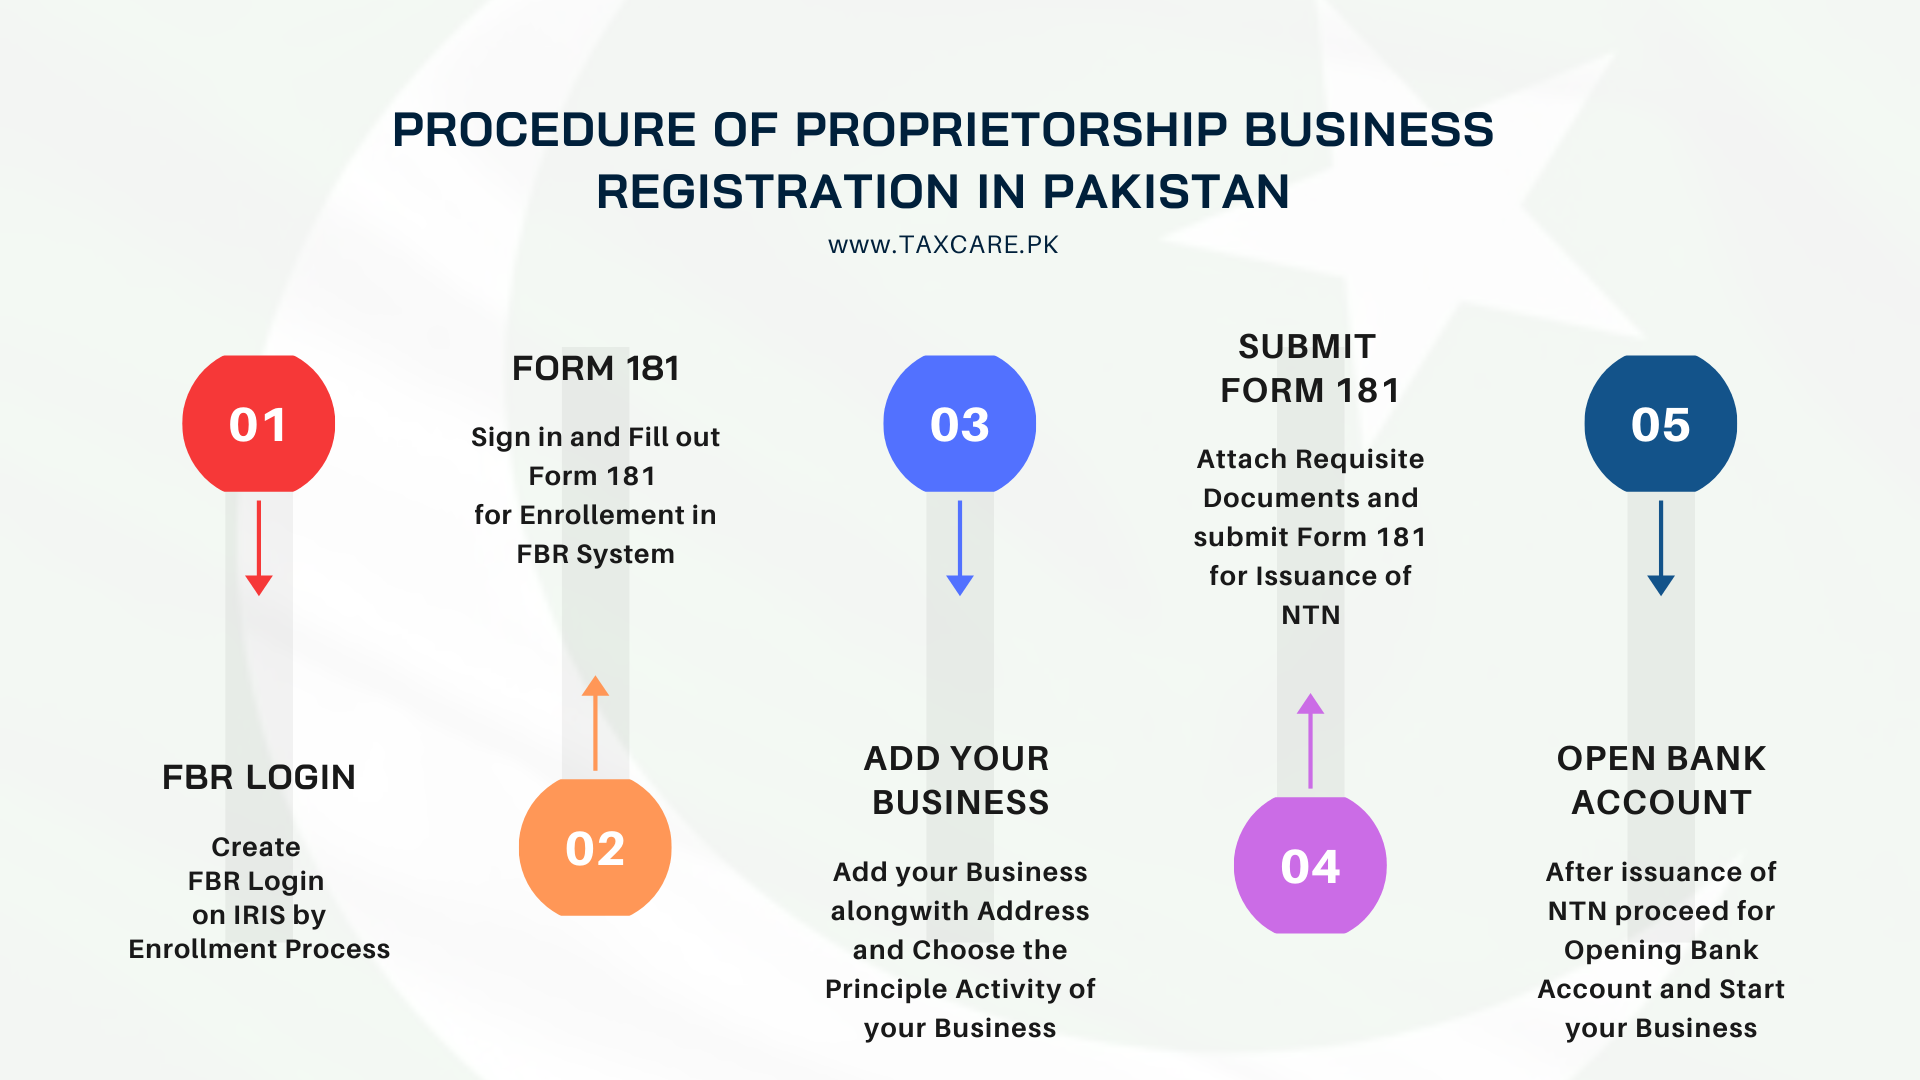 PROCEDURE OF PROPRIETORSHIP BUSINESS
REGISTRATION IN PAKISTAN
www.TAXCARE.PK
01
FBR LOGIN
Create
FBR Login
on IRIS by
Enrollment Process
FORM 181
Sign in and Fill out
Form 181
for Enrollement in
FBR System
02
03
ADD YOUR
BUSINESS
Add your Business
alongwith Address
and Choose the
Principle Activity of
your Business
SUBMIT
FORM 181
Attach Requisite
Documents and
submit Form 181
for Issuance of
NTN
04
05
OPEN BANK
ACCOUNT
After issuance of
NTN proceed for
Opening Bank
Account and Start
your Business